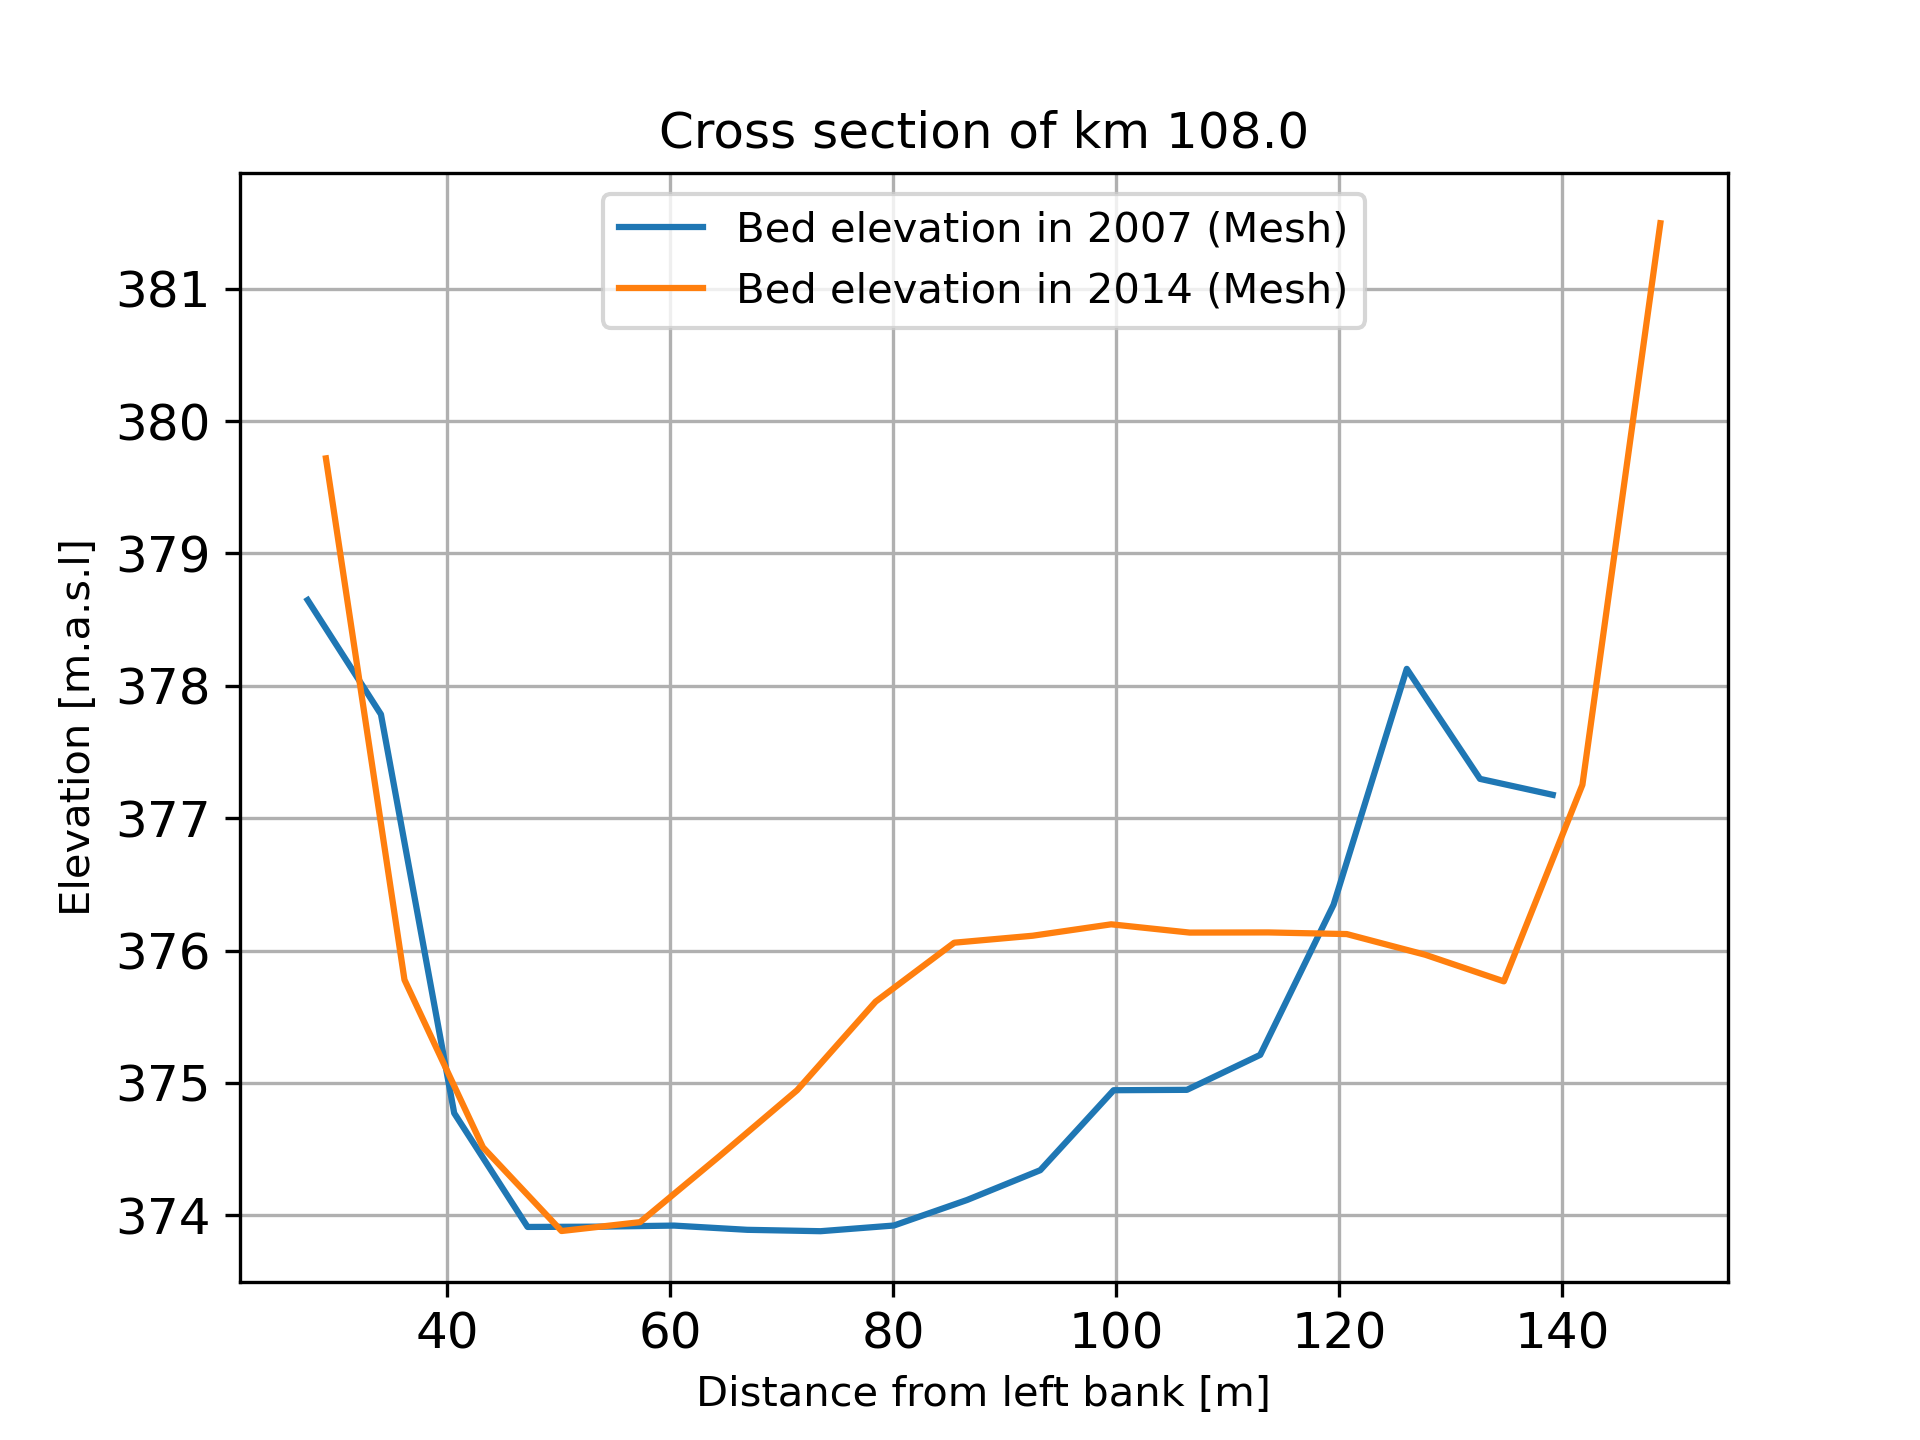 Cross section of km 108.0
Bed elevation in 2007 (Mesh)
Bed elevation in 2014 (Mesh)
381
380
379
378
377
376
375
374
Elevation [m.a.s.l]
40 60 80 100 120 140
Distance from left bank [m]